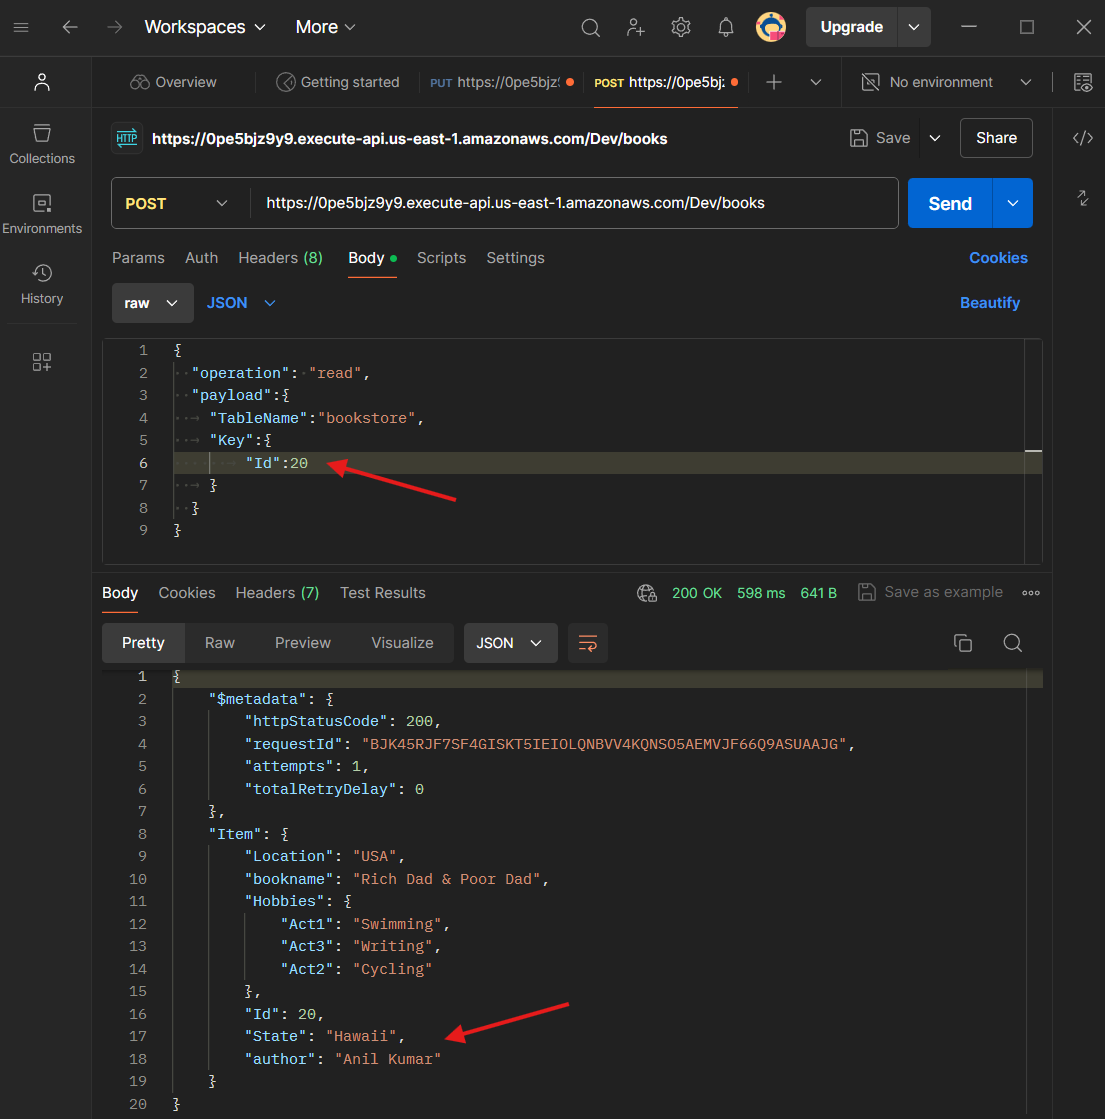 Workspaces More Upgrade
Overview Getting started PUT https://0pe5bjz! POST https://0pe5bj: + No environment
HTTP https://0pe5bjz9y9.execute-api.us-east-1.amazonaws.com/Dev/books Save Share
Collections
POST https://0pe5bjz9y9.execute-api.us-east-1.amazonaws.com/Dev/books Send
Environments
Params Auth Headers (8) Body Scripts Settings Cookies
History
raw JSON Beautify
1 {
2 "operation": "read",
3 "payload":{
4 "TableName":"bookstore",
5 "Key":{
6 "Id":20
7 }
8 }
9 }
Body Cookies Headers (7) Test Results 200 OK 598 ms 641 B Save as example
Pretty Raw Preview Visualize JSON
1 {
2 "$metadata": {
3 "httpStatusCode": 200,
4 "requestId": "BJK45RJF7SF4GISKT5IEIOLQNBVV4KQNSO5AEMVJF66Q9ASUAAJG",
5 "attempts": 1,
6 "totalRetryDelay": 0
7 },
8 "Item": {
9 "Location": "USA",
10 "bookname": "Rich Dad & Poor Dad",
11 "Hobbies": {
12 "Act1": "Swimming",
13 "Act3": "Writing",
14 "Act2": "Cycling"
15 },
16 "Id": 20,
17 "State": "Hawaii",
18 "author": "Anil Kumar"
19 }
20 }